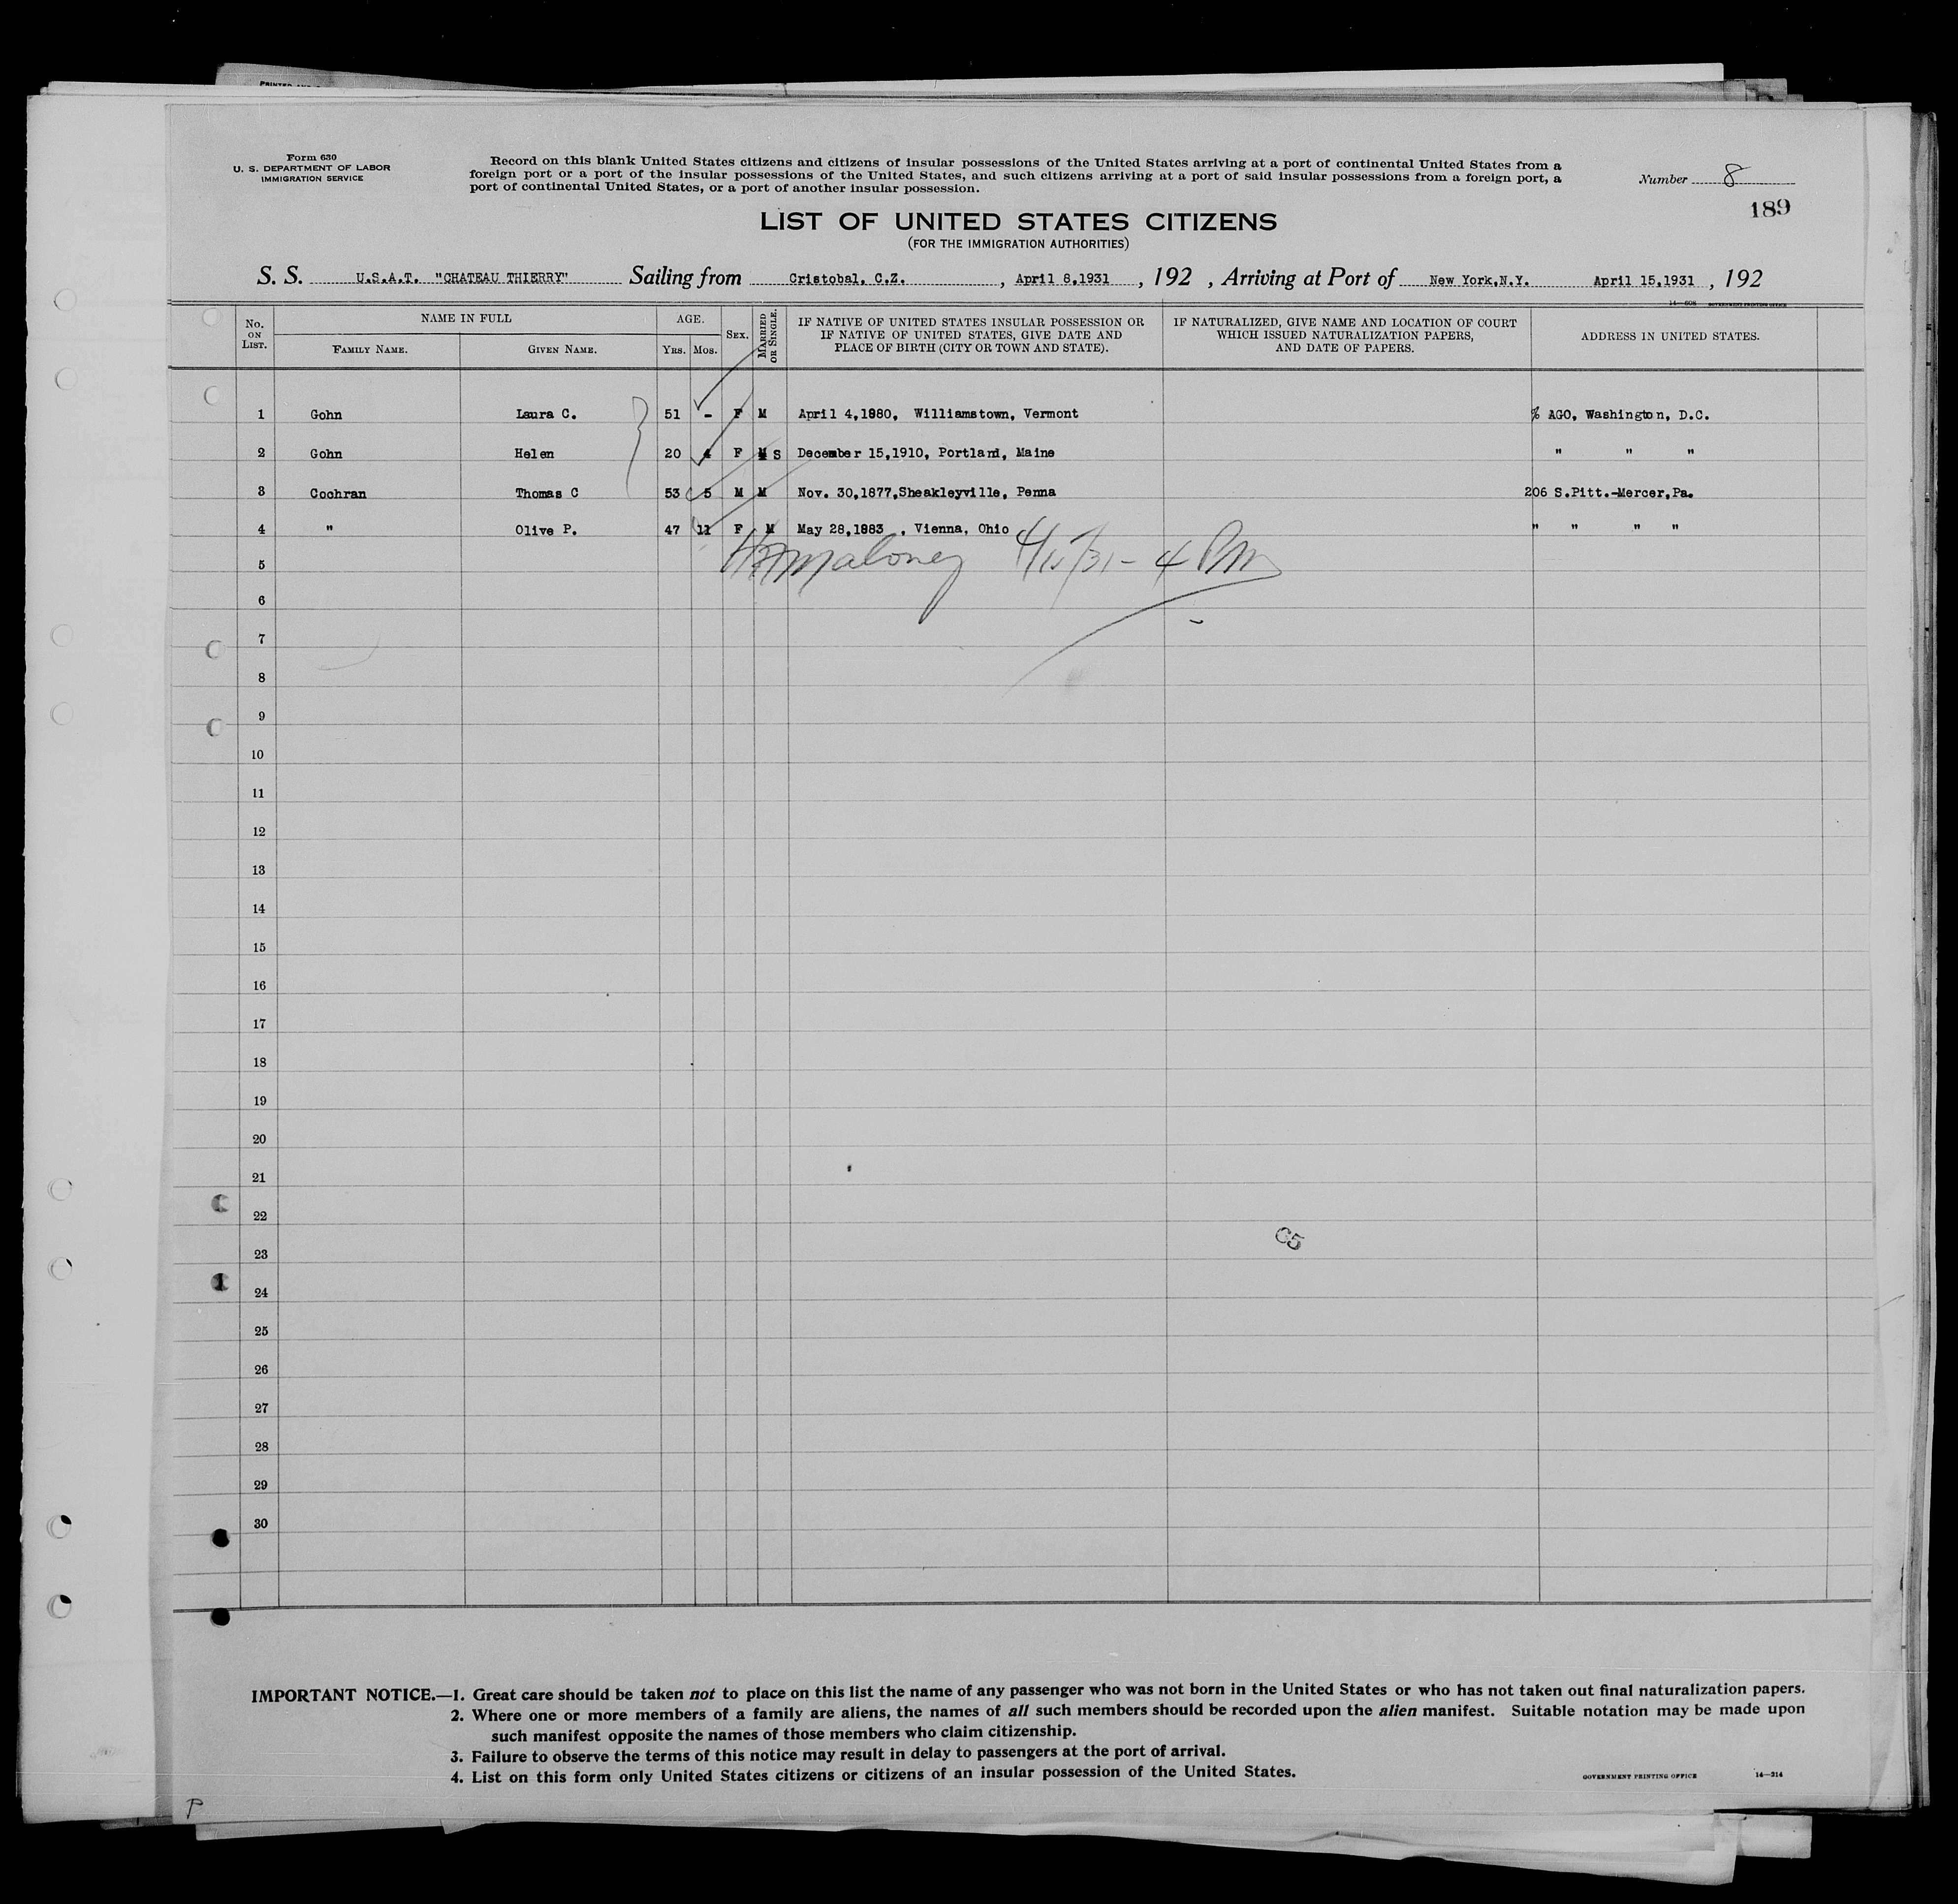 Form 630
U. S. DEPARTMENT OF LABOR
IMMIGRATION SERVICE
Record on this blank United States citizens and citizens of insular possessions of the United States arriving at a port of continental United States from a
foreign port or a port of the insular possessions of the United States, and such citizens arriving at a port of said insular possessions from a foreign port, a
port of continental United States, or a port of another insular possession.
Number 8
189
LIST OF UNITED STATES CITIZENS
(FOR THE IMMIGRATION AUTHORITIES)
S. S. U.S.A.T. "CHATEAU THIERRY" Sailing from Cristobal, C.Z. , April 8,1931 , 192 , Arriving at Port of New York,N.Y. April 15,1931 , 192
14—608 GOVERNMENT PRINTING OFFICE
No. ON LIST. NAME IN FULL AGE. SEX. MARRIED OR SINGLE. IF NATIVE OF UNITED STATES INSULAR POSSESSION OR IF NATIVE OF UNITED STATES, GIVE DATE AND PLACE OF BIRTH (CITY OR TOWN AND STATE). IF NATURALIZED, GIVE NAME AND LOCATION OF COURT WHICH ISSUED NATURALIZATION PAPERS, AND DATE OF PAPERS. ADDRESS IN UNITED STATES.
FAMILY NAME. GIVEN NAME. YRS. MOS.
1 Gohn Laura C. 51 - F M April 4,1980, Williamstown, Vermont % AGO, Washington, D.C.
2 Gohn Helen 20 4 F M S December 15,1910, Portland, Maine " " "
3 Cochran Thomas C 53 5 M M Nov. 30,1877,Sheakleyville, Penna 206 S.Pitt.-Mercer,Pa.
4 " Olive P. 47 11 F M May 28,1883 , Vienna, Ohio " " " "
5 Maloney 4/15/31 - 4 PM
6
7
8
9
10
11
12
13
14
15
16
17
18
19
20
21
22
23
24
25
26
27
28
29
30
IMPORTANT NOTICE.—1. Great care should be taken not to place on this list the name of any passenger who was not born in the United States or who has not taken out final naturalization papers.
2. Where one or more members of a family are aliens, the names of all such members should be recorded upon the alien manifest. Suitable notation may be made upon
such manifest opposite the names of those members who claim citizenship.
3. Failure to observe the terms of this notice may result in delay to passengers at the port of arrival.
4. List on this form only United States citizens or citizens of an insular possession of the United States.
GOVERNMENT PRINTING OFFICE 14—214
P